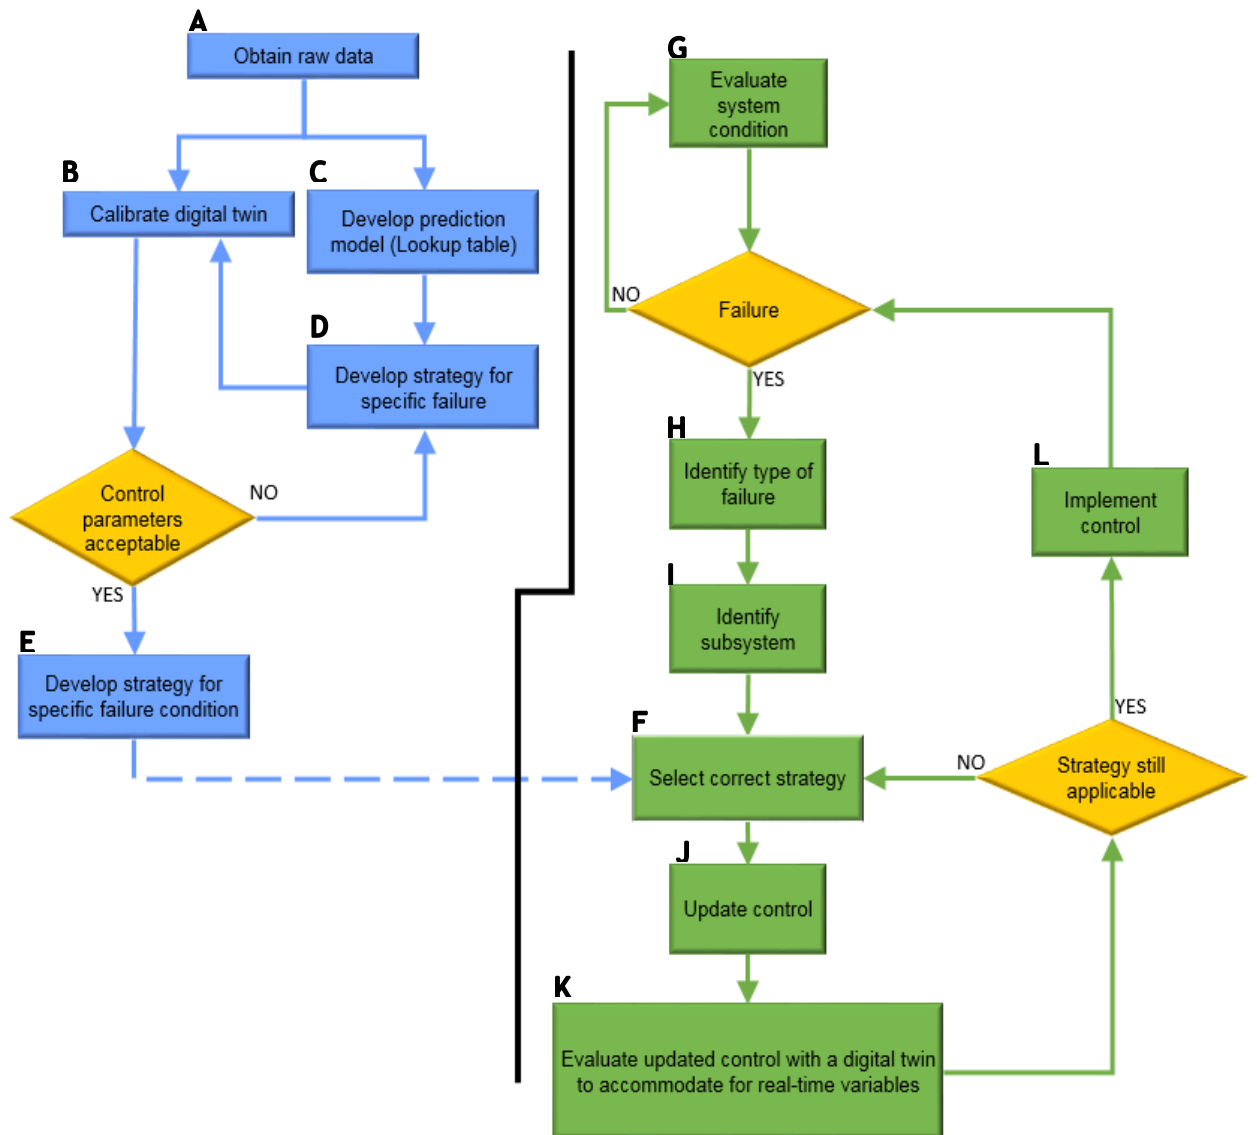 A
Obtain raw data
B
Calibrate digital twin
C
Develop prediction
model (Lookup table)
D
Develop strategy for
specific failure
Control
parameters
acceptable
NO
YES
E
Develop strategy for
specific failure condition
G
Evaluate
system
condition
NO
Failure
YES
H
Identify type of
failure
I
Identify
subsystem
F
Select correct strategy
J
Update control
K
Evaluate updated control with a digital twin
to accommodate for real-time variables
L
Implement
control
YES
NO
Strategy still
applicable